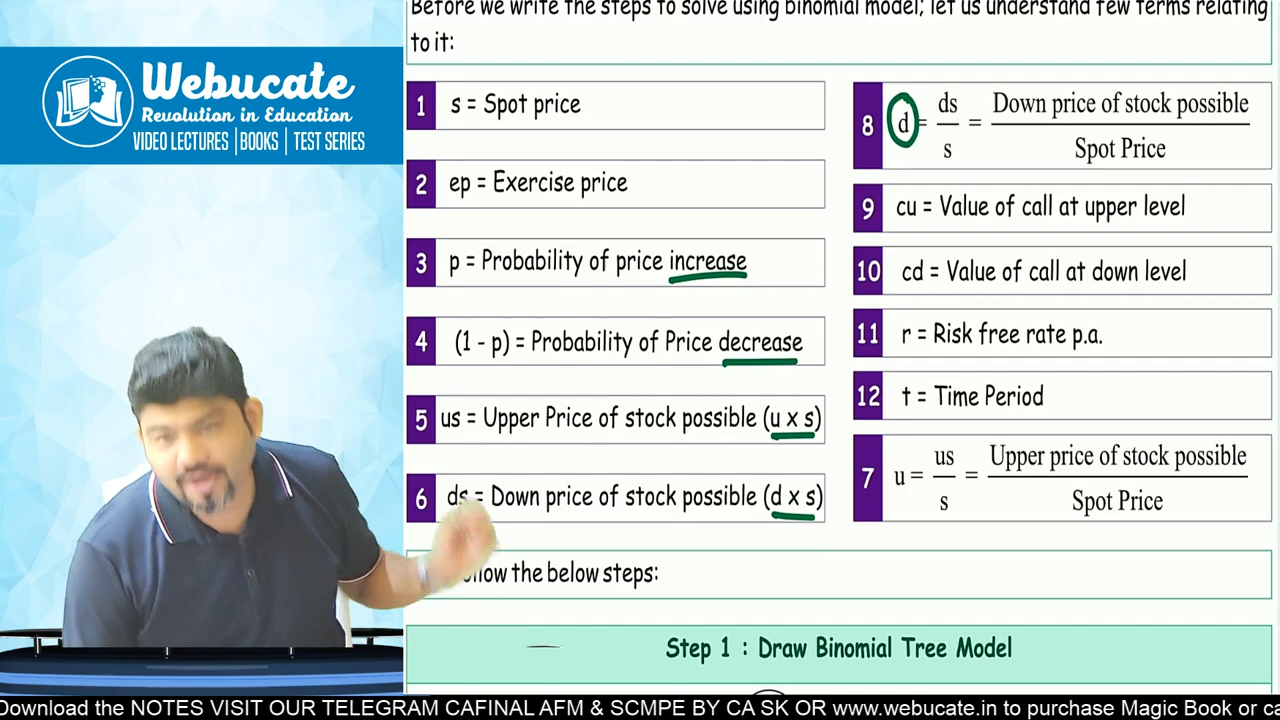 Webucate
Revolution in Education
VIDEO LECTURES | BOOKS | TEST SERIES
Before we write the steps to solve using binomial model; let us understand few terms relating
to it:
1 s = Spot price
2 ep = Exercise price
3 p = Probability of price increase
4 (1 - p) = Probability of Price decrease
5 us = Upper Price of stock possible (u x s)
6 ds = Down price of stock possible (d x s)
8 d = ds/s = Down price of stock possible / Spot Price
9 cu = Value of call at upper level
10 cd = Value of call at down level
11 r = Risk free rate p.a.
12 t = Time Period
7 u = us/s = Upper price of stock possible / Spot Price
the below steps:
Step 1 : Draw Binomial Tree Model
Download the NOTES VISIT OUR TELEGRAM CAFINAL AFM & SCMPE BY CA SK OR www.webucate.in to purchase Magic Book or